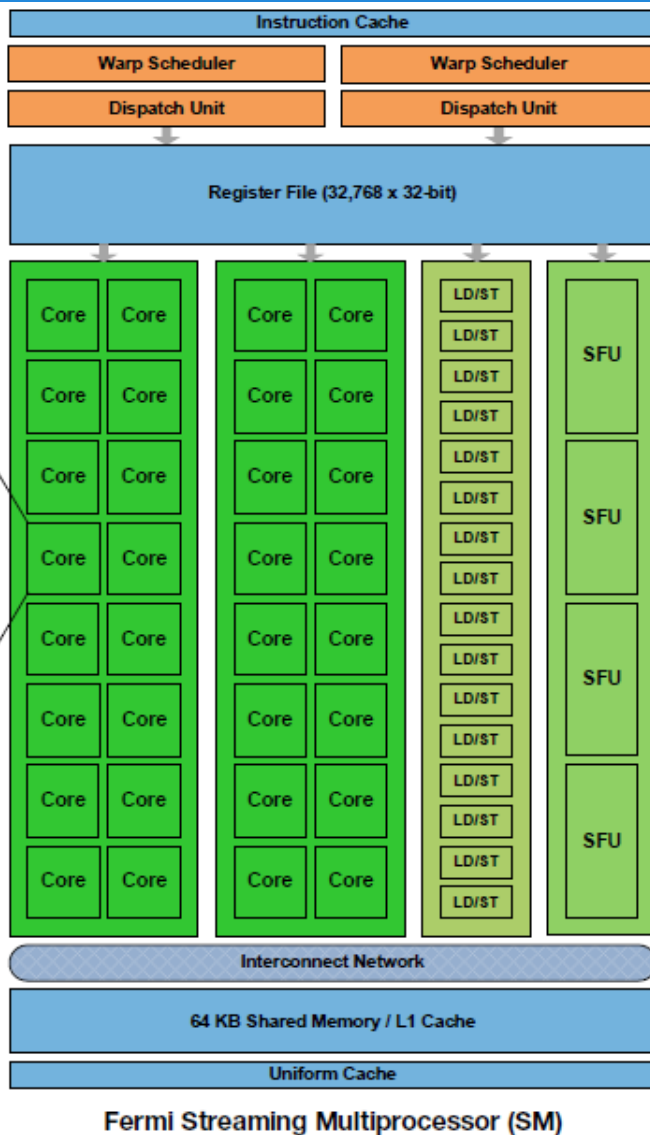 Instruction Cache
Warp Scheduler Warp Scheduler
Dispatch Unit Dispatch Unit
Register File (32,768 x 32-bit)
Core Core Core Core LD/ST SFU
LD/ST
Core Core Core Core LD/ST
LD/ST
Core Core Core Core LD/ST SFU
LD/ST
Core Core Core Core LD/ST
LD/ST
Core Core Core Core LD/ST SFU
LD/ST
Core Core Core Core LD/ST
LD/ST
Core Core Core Core LD/ST SFU
LD/ST
Core Core Core Core LD/ST
LD/ST
Interconnect Network
64 KB Shared Memory / L1 Cache
Uniform Cache
Fermi Streaming Multiprocessor (SM)